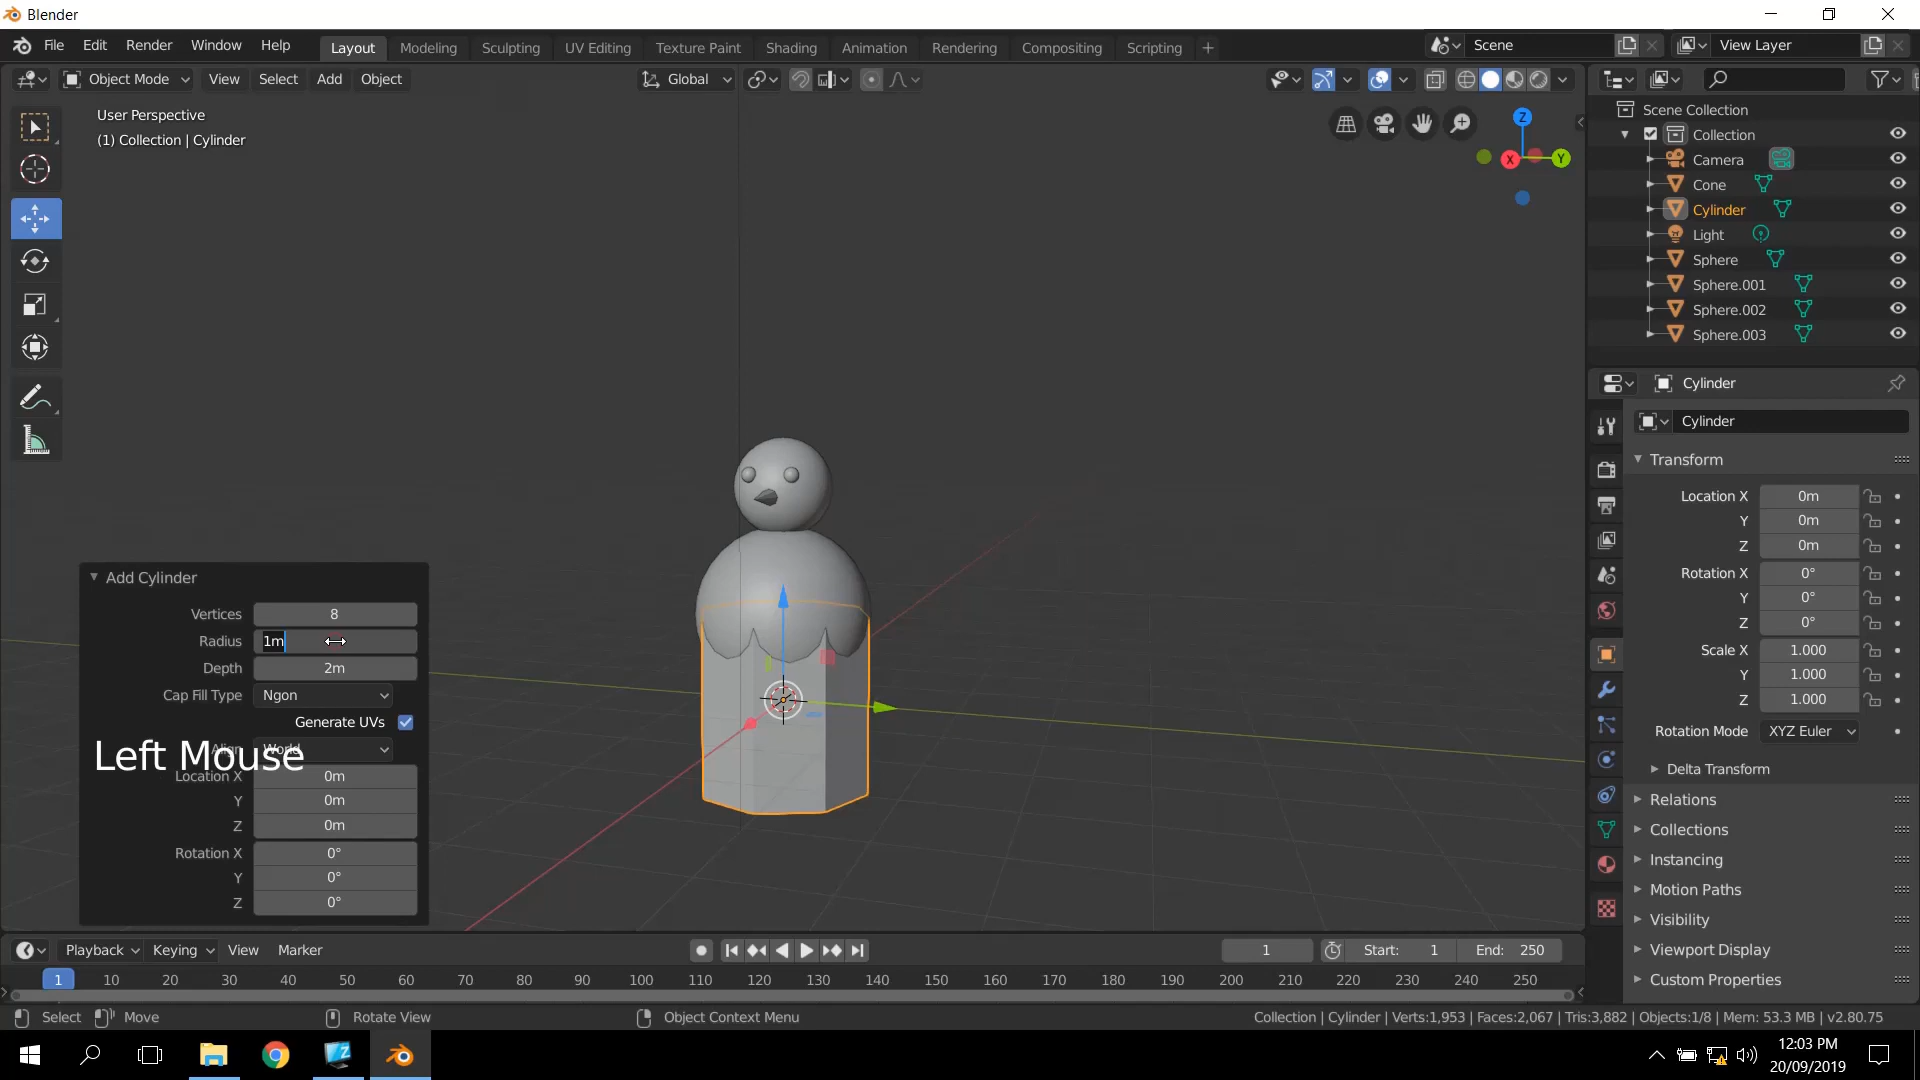 Blender
File Edit Render Window Help Layout Modeling Sculpting UV Editing Texture Paint Shading Animation Rendering Compositing Scripting + Scene View Layer
Object Mode View Select Add Object Global
User Perspective
(1) Collection | Cylinder
Z
X
Y
Scene Collection
Collection
Camera
Cone
Cylinder
Light
Sphere
Sphere.001
Sphere.002
Sphere.003
Cylinder
Cylinder
Transform
Location X 0m
Y 0m
Z 0m
Rotation X 0°
Y 0°
Z 0°
Scale X 1.000
Y 1.000
Z 1.000
Rotation Mode XYZ Euler
Delta Transform
Relations
Collections
Instancing
Motion Paths
Visibility
Viewport Display
Custom Properties
Add Cylinder
Vertices 8
Radius 1m
Depth 2m
Cap Fill Type Ngon
Generate UVs
Align World
Left Mouse
Location X 0m
Y 0m
Z 0m
Rotation X 0°
Y 0°
Z 0°
Playback Keying View Marker 1 Start: 1 End: 250
1 10 20 30 40 50 60 70 80 90 100 110 120 130 140 150 160 170 180 190 200 210 220 230 240 250
Select Move Rotate View Object Context Menu Collection | Cylinder | Verts:1,953 | Faces:2,067 | Tris:3,882 | Objects:1/8 | Mem: 53.3 MB | v2.80.75
12:03 PM
20/09/2019